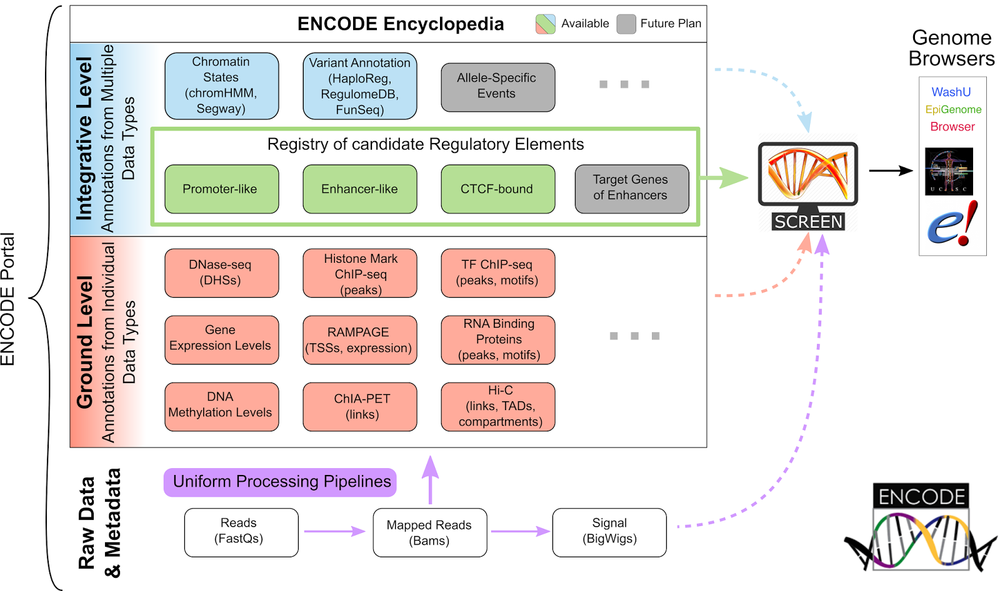 ENCODE Encyclopedia
Available
Future Plan
ENCODE Portal
Integrative Level
Annotations from Multiple
Data Types
Chromatin
States
(chromHMM,
Segway)
Variant Annotation
(HaploReg,
RegulomeDB,
FunSeq)
Allele-Specific
Events
Registry of candidate Regulatory Elements
Promoter-like
Enhancer-like
CTCF-bound
Target Genes
of Enhancers
Ground Level
Annotations from Individual
Data Types
DNase-seq
(DHSs)
Histone Mark
ChIP-seq
(peaks)
TF ChIP-seq
(peaks, motifs)
Gene
Expression Levels
RAMPAGE
(TSSs, expression)
RNA Binding
Proteins
(peaks, motifs)
DNA
Methylation Levels
ChIA-PET
(links)
Hi-C
(links, TADs,
compartments)
Raw Data
& Metadata
Uniform Processing Pipelines
Reads
(FastQs)
Mapped Reads
(Bams)
Signal
(BigWigs)
SCREEN
Genome
Browsers
WashU
EpiGenome
Browser
UCSC
e!
ENCODE